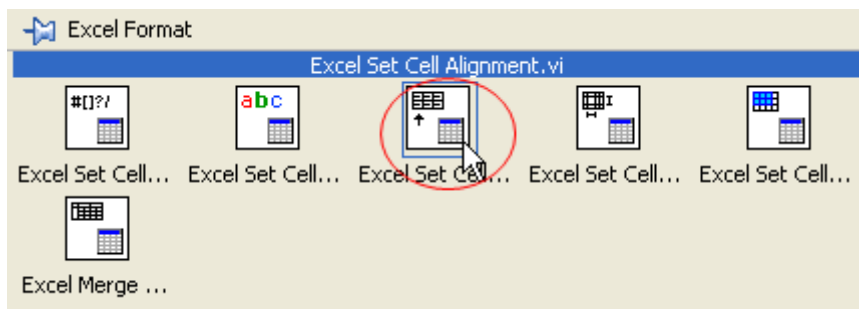 Excel Format
Excel Set Cell Alignment.vi
#[]?/ abc
Excel Set Cell... Excel Set Cell... Excel Set Cell... Excel Set Cell... Excel Set Cell...
Excel Merge ...